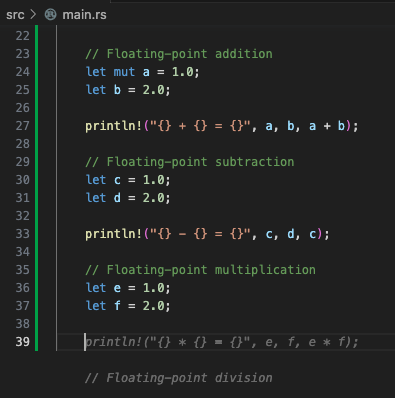 src > main.rs
22
23 // Floating-point addition
24 let mut a = 1.0;
25 let b = 2.0;
26
27 println!("{} + {} = {}", a, b, a + b);
28
29 // Floating-point subtraction
30 let c = 1.0;
31 let d = 2.0;
32
33 println!("{} - {} = {}", c, d, c);
34
35 // Floating-point multiplication
36 let e = 1.0;
37 let f = 2.0;
38
39 println!("{} * {} = {}", e, f, e * f);
// Floating-point division